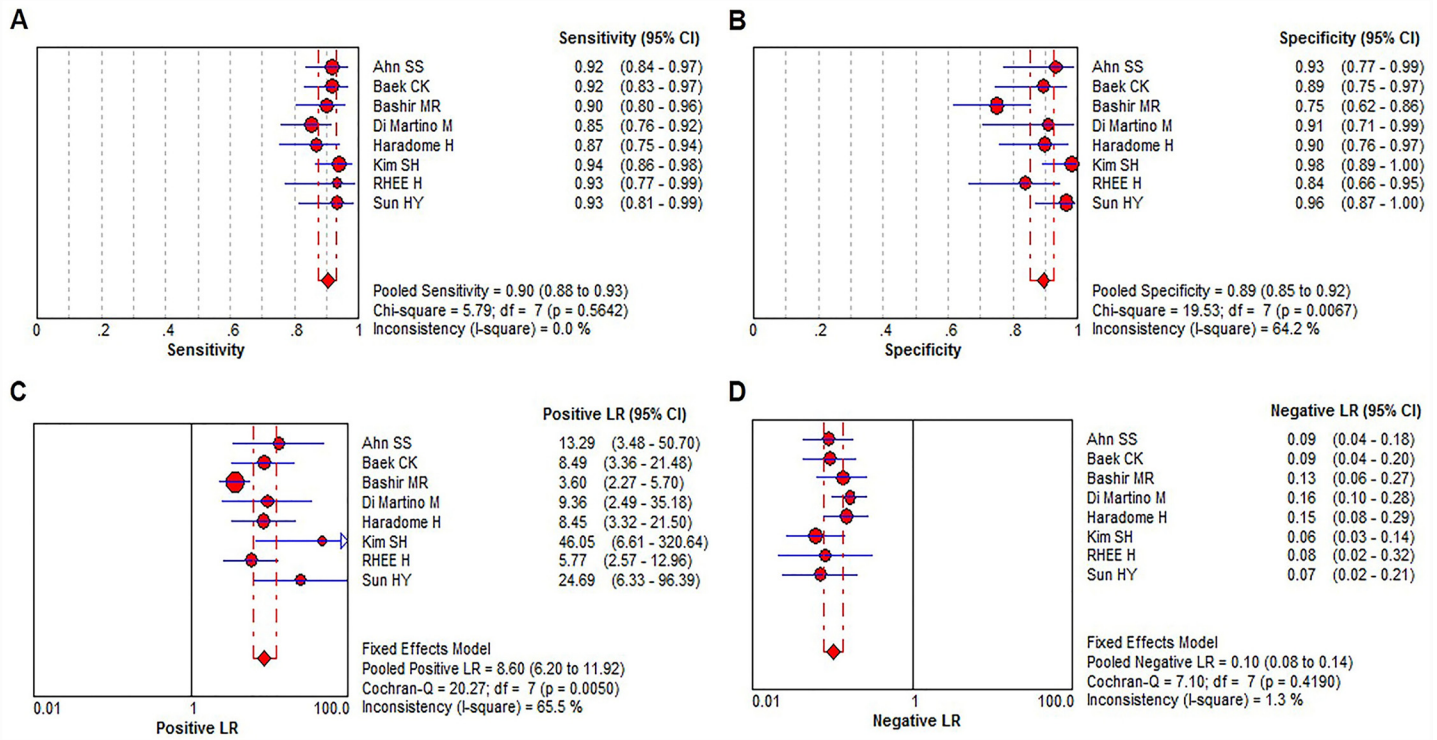 A
Sensitivity (95% CI)
Ahn SS 0.92 (0.84 - 0.97)
Baek CK 0.92 (0.83 - 0.97)
Bashir MR 0.90 (0.80 - 0.96)
Di Martino M 0.85 (0.76 - 0.92)
Haradome H 0.87 (0.75 - 0.94)
Kim SH 0.94 (0.86 - 0.98)
RHEE H 0.93 (0.77 - 0.99)
Sun HY 0.93 (0.81 - 0.99)
Pooled Sensitivity = 0.90 (0.88 to 0.93)
Chi-square = 5.79; df = 7 (p = 0.5642)
Inconsistency (I-square) = 0.0 %
0 .2 .4 .6 .8 1
Sensitivity
B
Specificity (95% CI)
Ahn SS 0.93 (0.77 - 0.99)
Baek CK 0.89 (0.75 - 0.97)
Bashir MR 0.75 (0.62 - 0.86)
Di Martino M 0.91 (0.71 - 0.99)
Haradome H 0.90 (0.76 - 0.97)
Kim SH 0.98 (0.89 - 1.00)
RHEE H 0.84 (0.66 - 0.95)
Sun HY 0.96 (0.87 - 1.00)
Pooled Specificity = 0.89 (0.85 to 0.92)
Chi-square = 19.53; df = 7 (p = 0.0067)
Inconsistency (I-square) = 64.2 %
0 .2 .4 .6 .8 1
Specificity
C
Positive LR (95% CI)
Ahn SS 13.29 (3.48 - 50.70)
Baek CK 8.49 (3.36 - 21.48)
Bashir MR 3.60 (2.27 - 5.70)
Di Martino M 9.36 (2.49 - 35.18)
Haradome H 8.45 (3.32 - 21.50)
Kim SH 46.05 (6.61 - 320.64)
RHEE H 5.77 (2.57 - 12.96)
Sun HY 24.69 (6.33 - 96.39)
Fixed Effects Model
Pooled Positive LR = 8.60 (6.20 to 11.92)
Cochran-Q = 20.27; df = 7 (p = 0.0050)
Inconsistency (I-square) = 65.5 %
0.01 1 100.0
Positive LR
D
Negative LR (95% CI)
Ahn SS 0.09 (0.04 - 0.18)
Baek CK 0.09 (0.04 - 0.20)
Bashir MR 0.13 (0.06 - 0.27)
Di Martino M 0.16 (0.10 - 0.28)
Haradome H 0.15 (0.08 - 0.29)
Kim SH 0.06 (0.03 - 0.14)
RHEE H 0.08 (0.02 - 0.32)
Sun HY 0.07 (0.02 - 0.21)
Fixed Effects Model
Pooled Negative LR = 0.10 (0.08 to 0.14)
Cochran-Q = 7.10; df = 7 (p = 0.4190)
Inconsistency (I-square) = 1.3 %
0.01 1 100.0
Negative LR